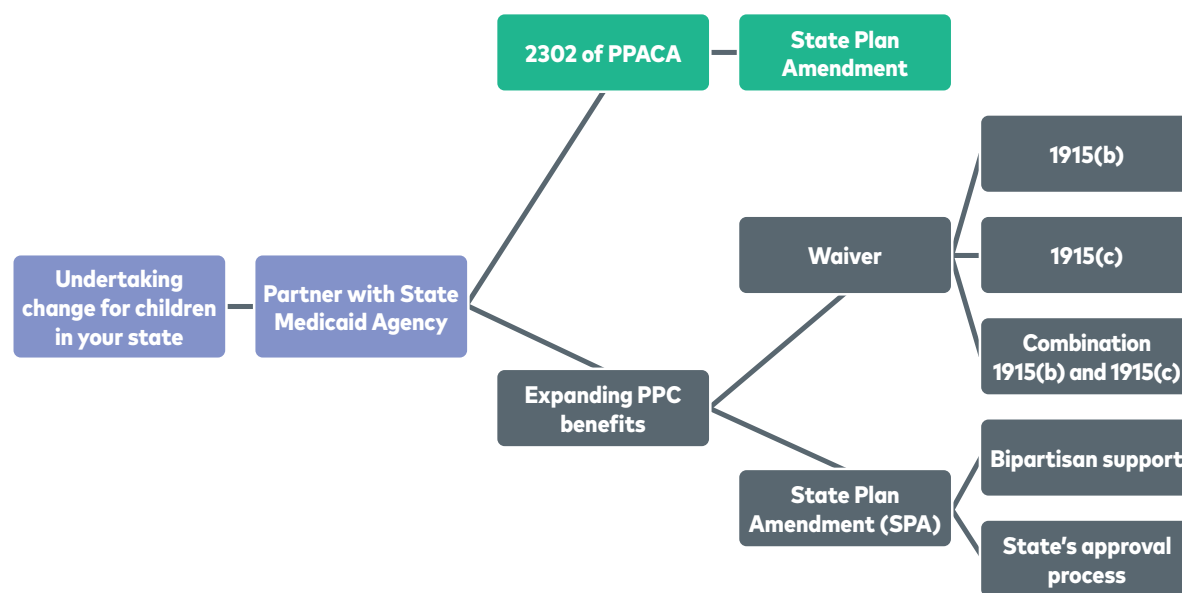 2302 of PPACA
State Plan
Amendment
1915(b)
Waiver
1915(c)
Undertaking
change for children
in your state
Partner with State
Medicaid Agency
Combination
1915(b) and 1915(c)
Expanding PPC
benefits
Bipartisan support
State Plan
Amendment (SPA)
State’s approval
process